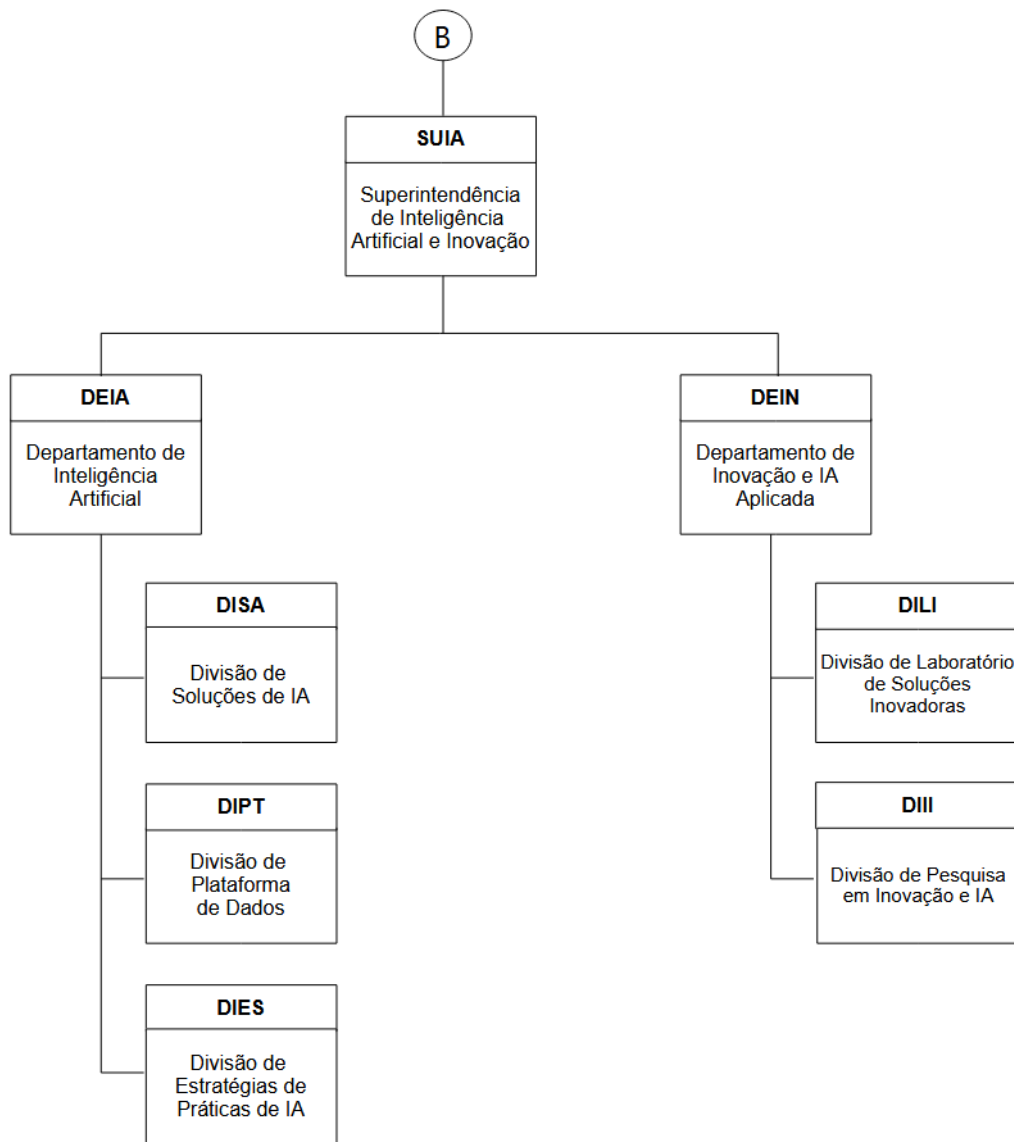 B
SUIA
Superintendência
de Inteligência
Artificial e Inovação
DEIA
Departamento de
Inteligência
Artificial
DEIN
Departamento de
Inovação e IA
Aplicada
DISA
Divisão de
Soluções de IA
DILI
Divisão de Laboratório
de Soluções
Inovadoras
DIPT
Divisão de
Plataforma
de Dados
DIII
Divisão de Pesquisa
em Inovação e IA
DIES
Divisão de
Estratégias de
Práticas de IA